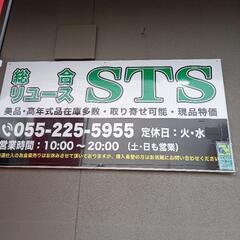 総合
リユース
STS
美品・高年式品在庫多数・取り寄せ可能・現品特価
055-225-5955 定休日:火・水
営業時間:10:00～20:00 (土・日も営業)